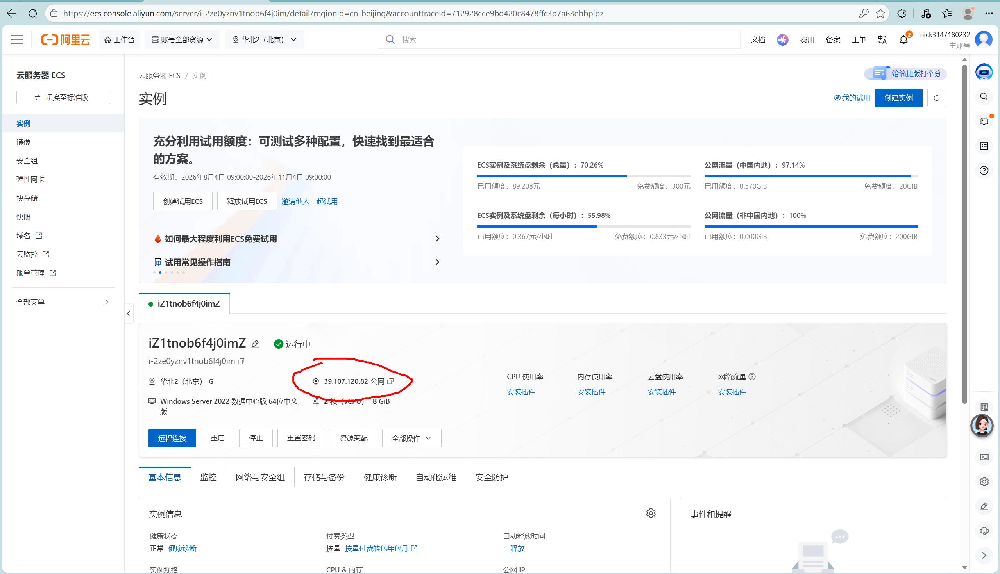 https://ecs.console.aliyun.com/server/i-2ze0yznv1tnob6f4j0im/detail?regionId=cn-beijing&accounttraceid=712928cce9bd420c8478ffc3b7a63ebbpipz
阿里云 工作台 账号全部资源 华北2（北京） 搜索... 文档 费用 备案 工单 2 nick3147180232
主账号
云服务器 ECS
切换至标准版
实例
镜像
安全组
弹性网卡
块存储
快照
域名
云监控
账单管理
全部菜单
云服务器 ECS / 实例
给简捷版打个分
实例
我的试用 创建实例
充分利用试用额度：可测试多种配置，快速找到最适合
的方案。
有效期：2026年8月4日 09:00:00-2026年11月4日 09:00:00
创建试用ECS 释放试用ECS 邀请他人一起试用
如何最大程度利用ECS免费试用
试用常见操作指南
ECS实例及系统盘剩余（总量）：70.26%
已用额度：89.208元 免费额度：300元
公网流量（中国内地）：97.14%
已用额度：0.570GIB 免费额度：20GIB
ECS实例及系统盘剩余（每小时）：55.98%
已用额度：0.367元/小时 免费额度：0.833元/小时
公网流量（非中国内地）：100%
已用额度：0.000GIB 免费额度：200GIB
iZ1tnob6f4j0imZ
iZ1tnob6f4j0imZ 运行中
i-2ze0yznv1tnob6f4j0im
华北2（北京） G 39.107.120.82 公网
Windows Server 2022 数据中心版 64位中文
版
2 核（vCPU） 8 GiB
CPU 使用率 内存使用率 云盘使用率 网络流量
安装插件 安装插件 安装插件 安装插件
远程连接 重启 停止 重置密码 资源变配 全部操作
基本信息 监控 网络与安全组 存储与备份 健康诊断 自动化运维 安全防护
实例信息
健康状态 付费类型 自动释放时间
正常 健康诊断 按量 按量付费转包年包月 - 释放
实例规格 CPU & 内存 公网 IP
事件和提醒